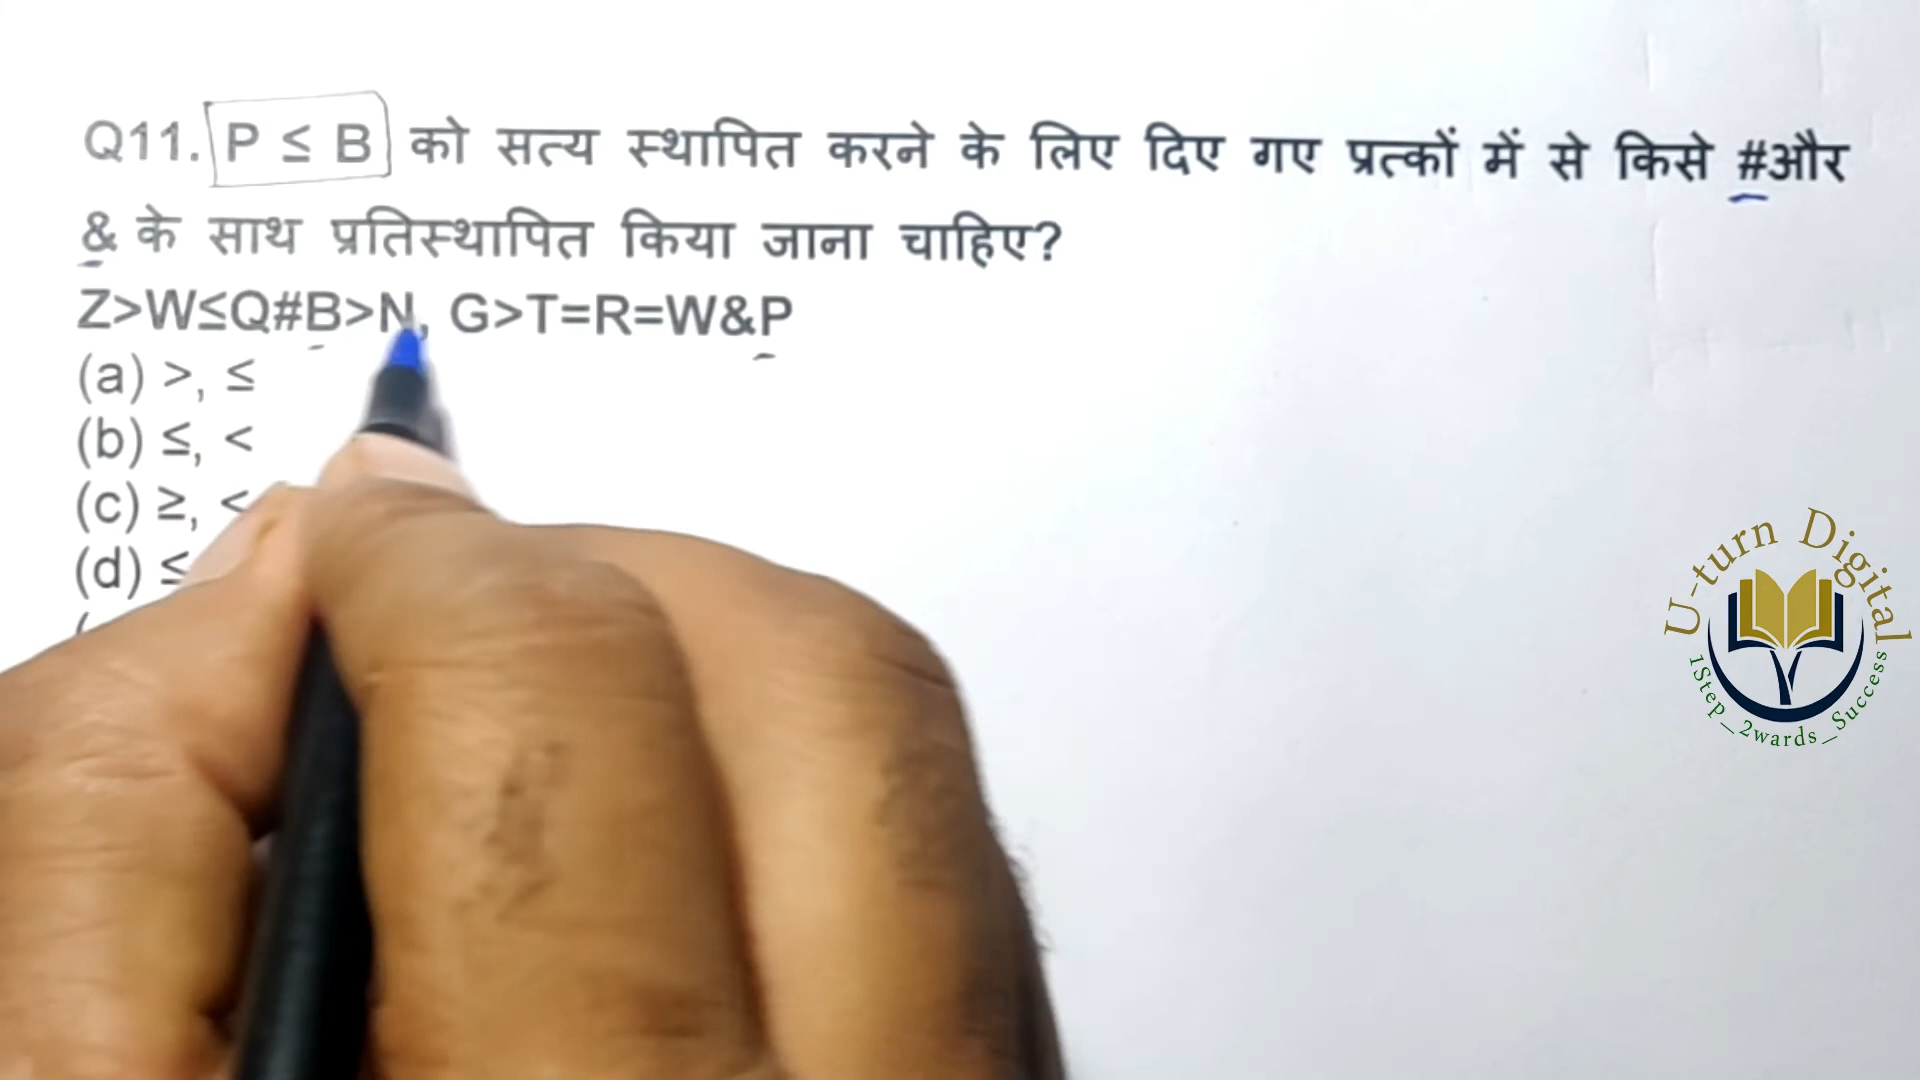 Q11. P ≤ B को सत्य स्थापित करने के लिए दिए गए प्रत्कों में से किसे #और
& के साथ प्रतिस्थापित किया जाना चाहिए?
Z>W≤Q#B>N, G>T=R=W&P
(a) >, ≤
(b) ≤, <
(c) ≥, <
(d) ≤
U-turn Digital
1Step_2wards_Success